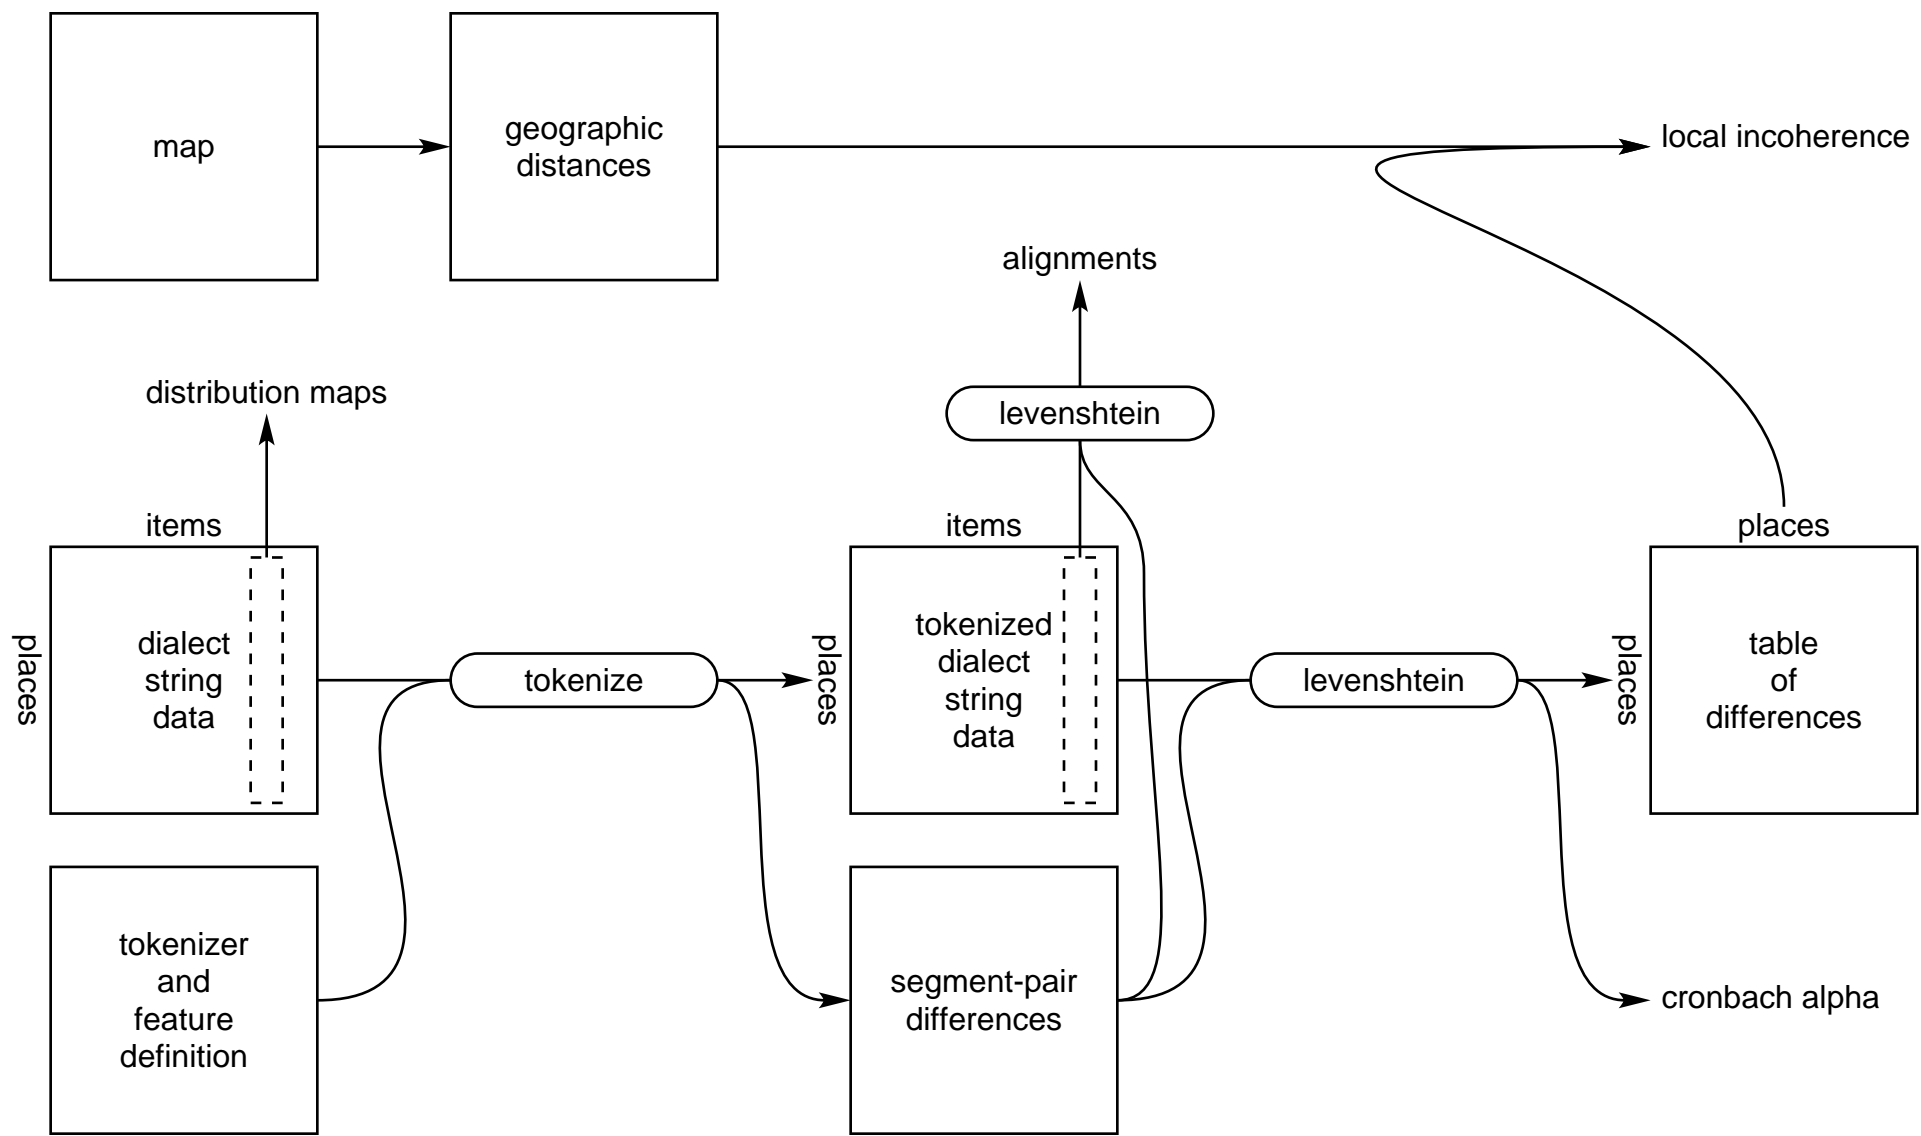 map
geographic
distances
local incoherence
alignments
levenshtein
distribution maps
items
places
dialect
string
data
tokenize
items
places
tokenized
dialect
string
data
levenshtein
places
places
table
of
differences
tokenizer
and
feature
definition
segment-pair
differences
cronbach alpha